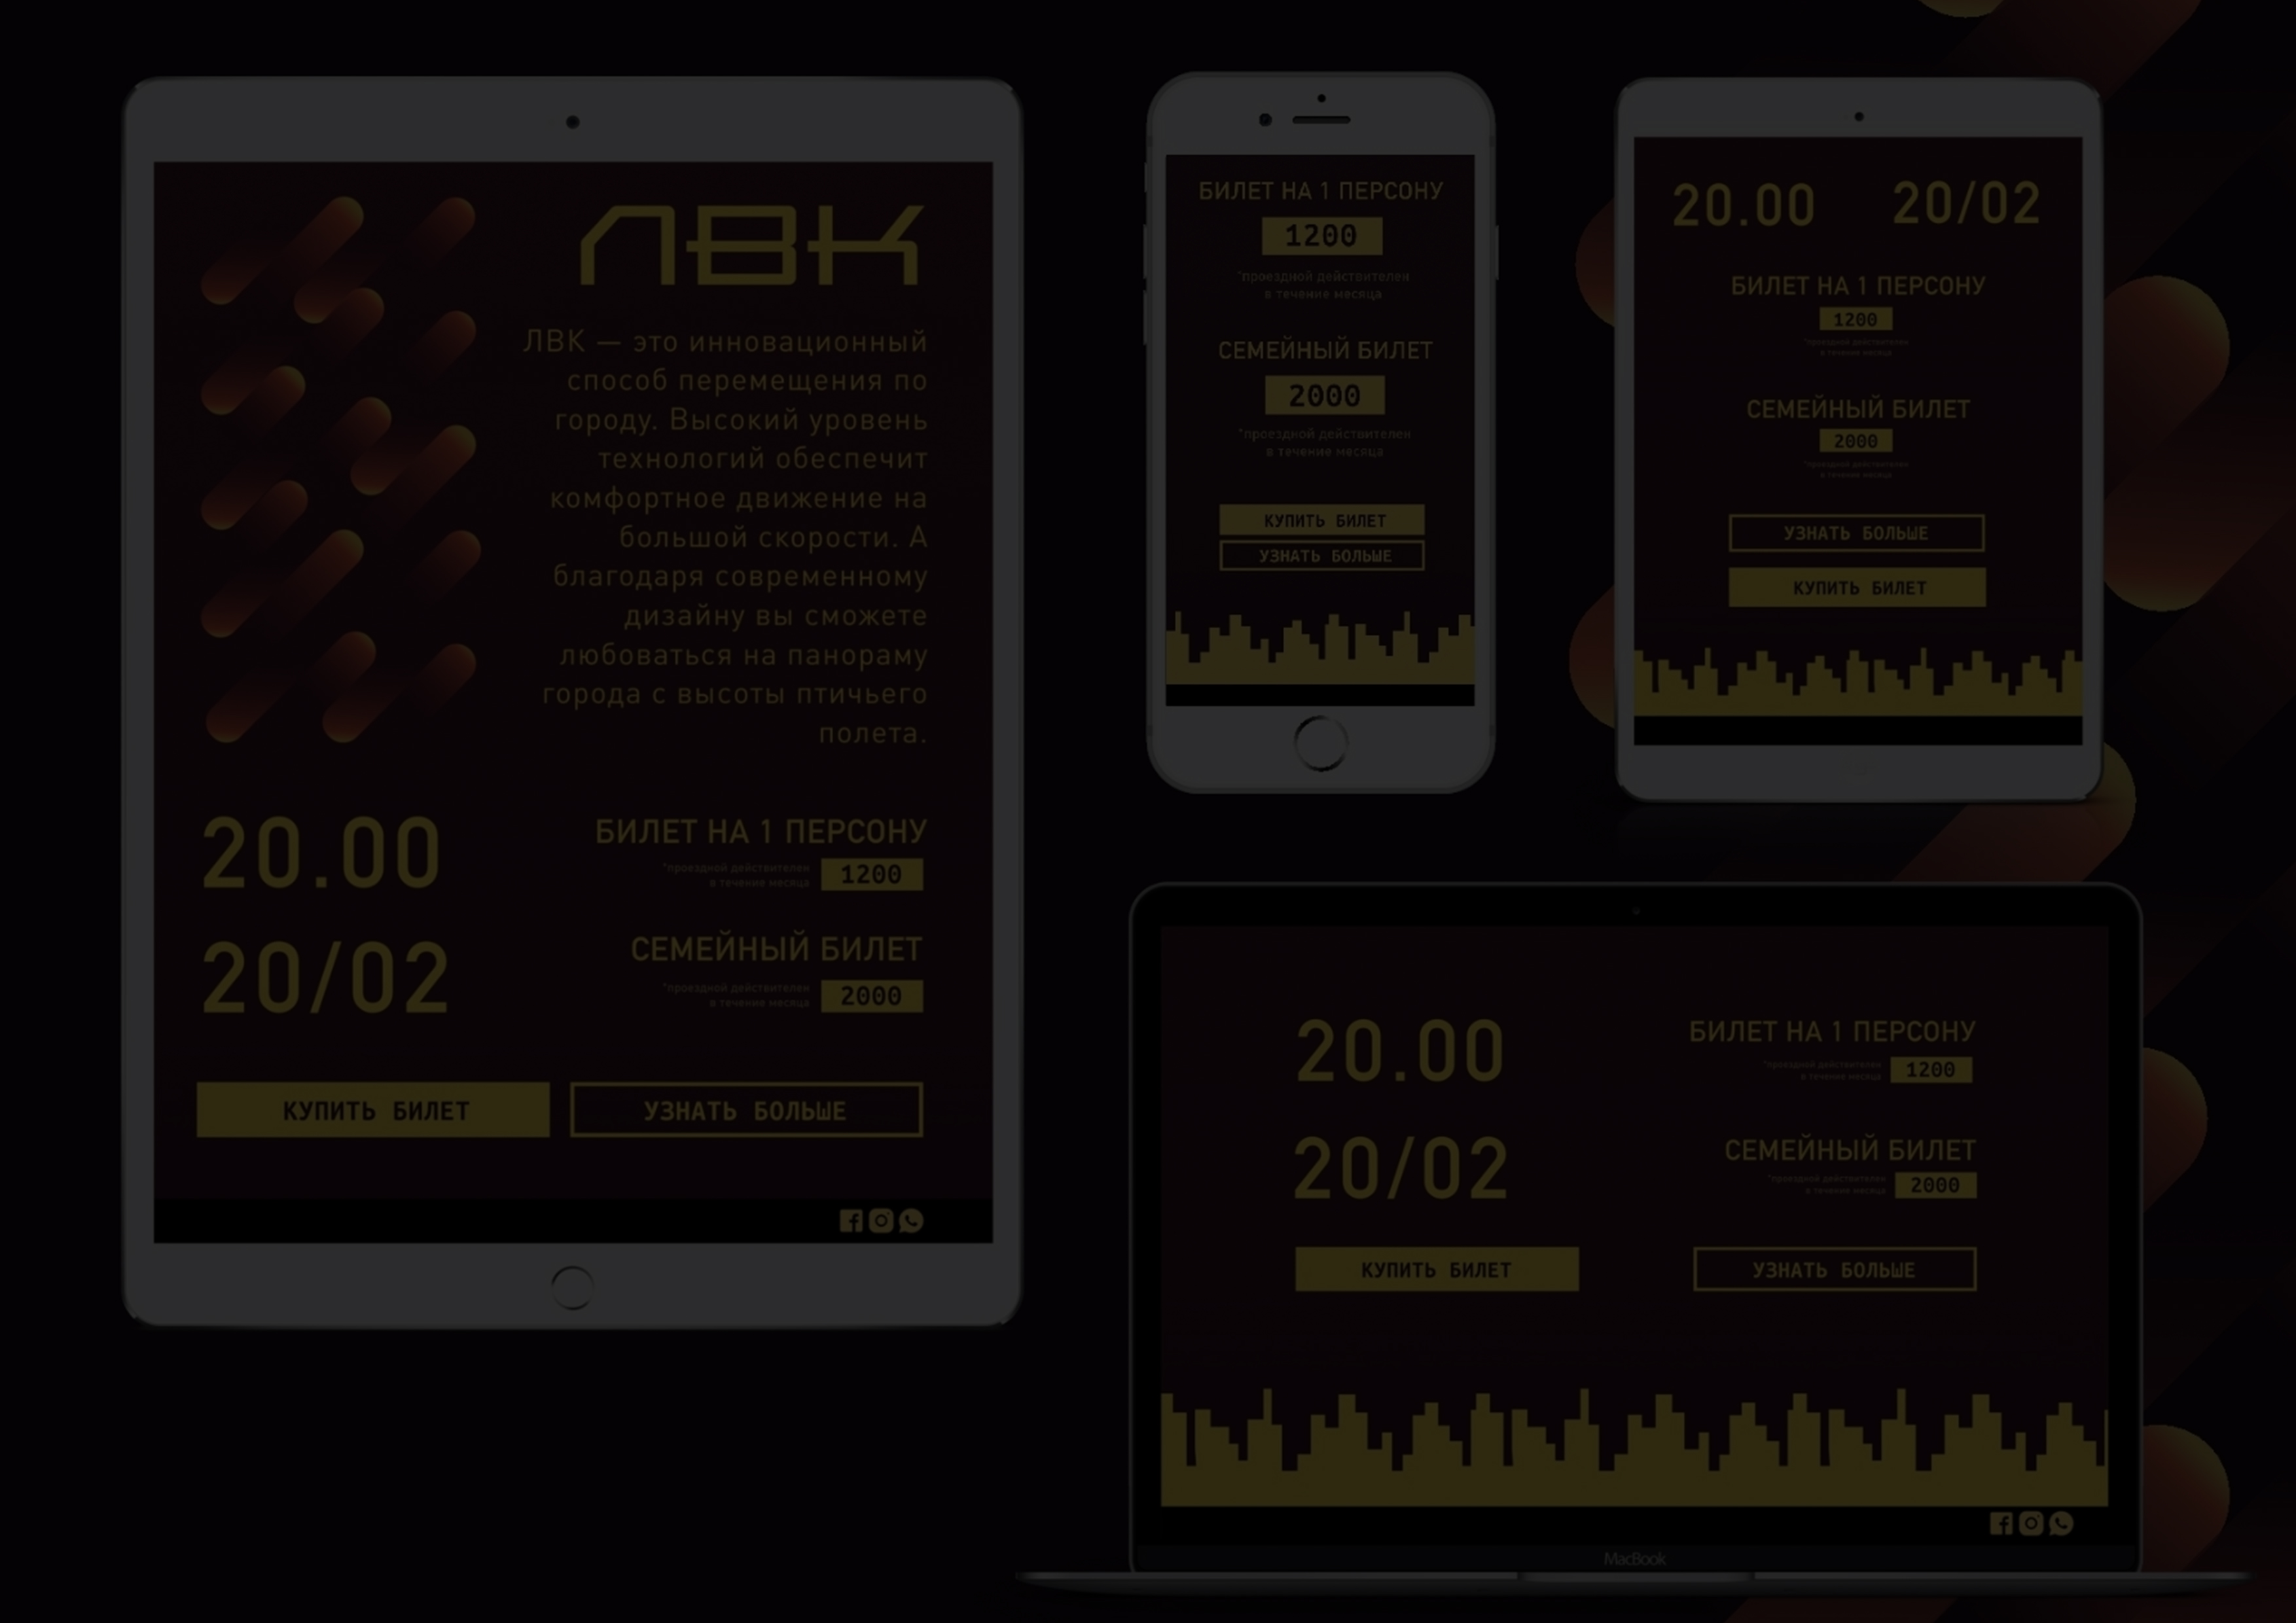 ЛВК
ЛВК — это инновационный
способ перемещения по
городу. Высокий уровень
технологий обеспечит
комфортное движение на
большой скорости. А
благодаря современному
дизайну вы сможете
любоваться на панораму
города с высоты птичьего
полета.
20.00
20/02
БИЛЕТ НА 1 ПЕРСОНУ
*проездной действителен
в течение месяца
1200
СЕМЕЙНЫЙ БИЛЕТ
*проездной действителен
в течение месяца
2000
КУПИТЬ БИЛЕТ
УЗНАТЬ БОЛЬШЕ
БИЛЕТ НА 1 ПЕРСОНУ
1200
*проездной действителен
в течение месяца
СЕМЕЙНЫЙ БИЛЕТ
2000
*проездной действителен
в течение месяца
КУПИТЬ БИЛЕТ
УЗНАТЬ БОЛЬШЕ
20.00 20/02
БИЛЕТ НА 1 ПЕРСОНУ
1200
*проездной действителен
в течение месяца
СЕМЕЙНЫЙ БИЛЕТ
2000
*проездной действителен
в течение месяца
УЗНАТЬ БОЛЬШЕ
КУПИТЬ БИЛЕТ
20.00
20/02
БИЛЕТ НА 1 ПЕРСОНУ
*проездной действителен
в течение месяца
1200
СЕМЕЙНЫЙ БИЛЕТ
*проездной действителен
в течение месяца
2000
КУПИТЬ БИЛЕТ
УЗНАТЬ БОЛЬШЕ
MacBook